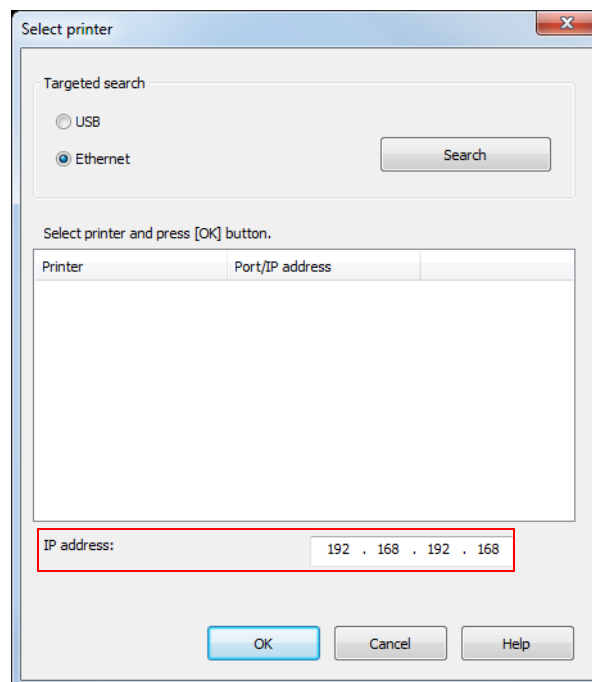 Select printer
Targeted search
USB
Ethernet
Search
Select printer and press [OK] button.
Printer Port/IP address
IP address: 192 . 168 . 192 . 168
OK Cancel Help